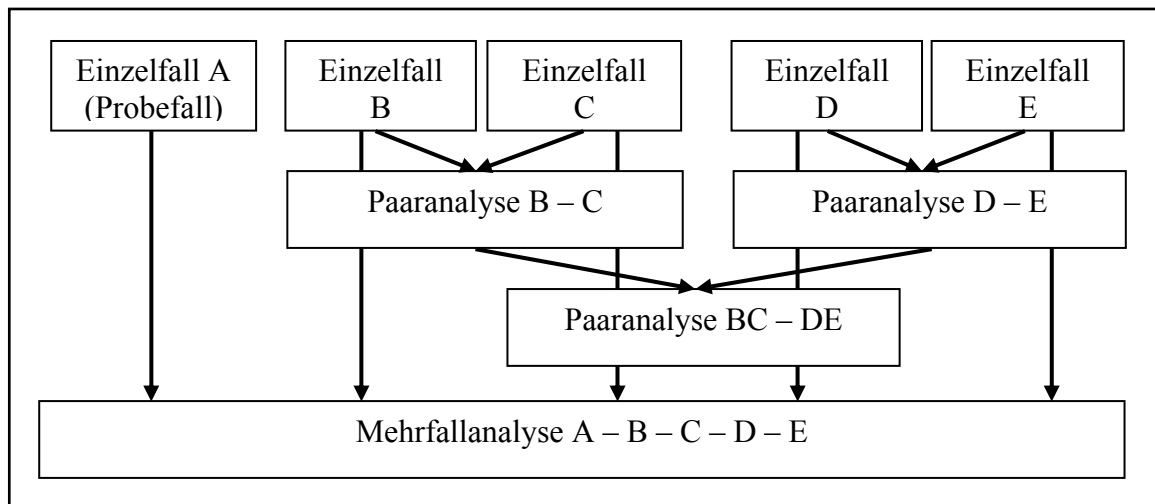 Einzelfall A
(Probefall)
Einzelfall
B
Einzelfall
C
Einzelfall
D
Einzelfall
E
Paaranalyse B – C
Paaranalyse D – E
Paaranalyse BC – DE
Mehrfallanalyse A – B – C – D – E